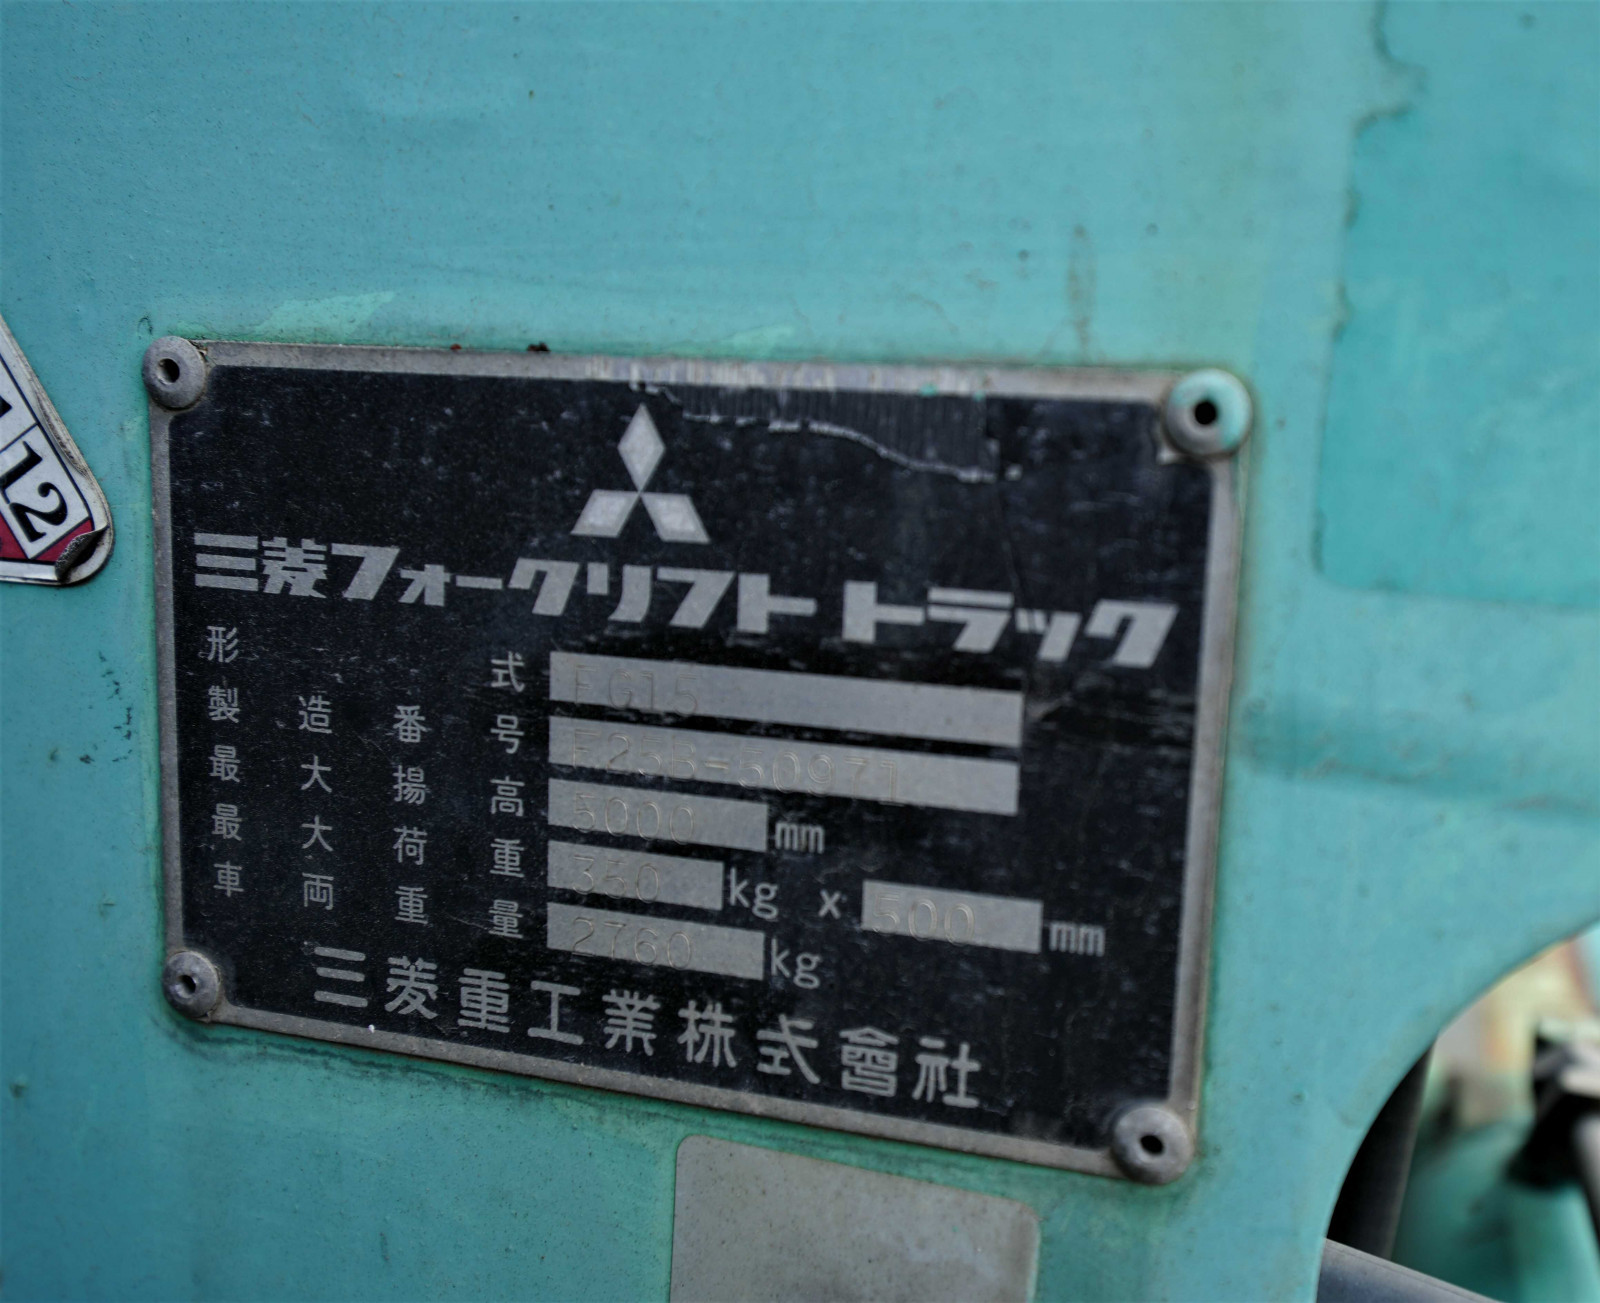 12
三菱フォークリフト トラック
形式 FG15
製造番号 F25B-50971
最大揚高 5000 mm
最大荷重 350 kg x 500 mm
車両重量 2760 kg
三菱重工業株式會社